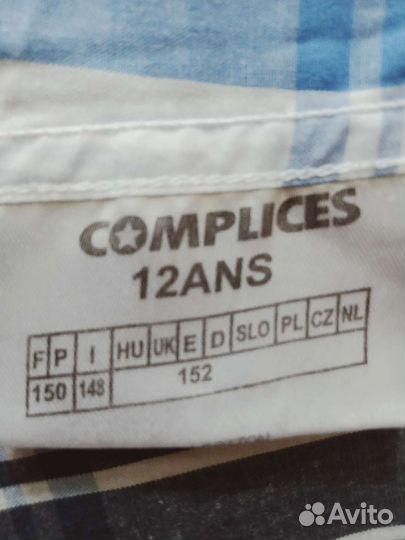 COMPLICES
12ANS
F P I HU UK E D SLO PL CZ NL
150 148 152
Avito